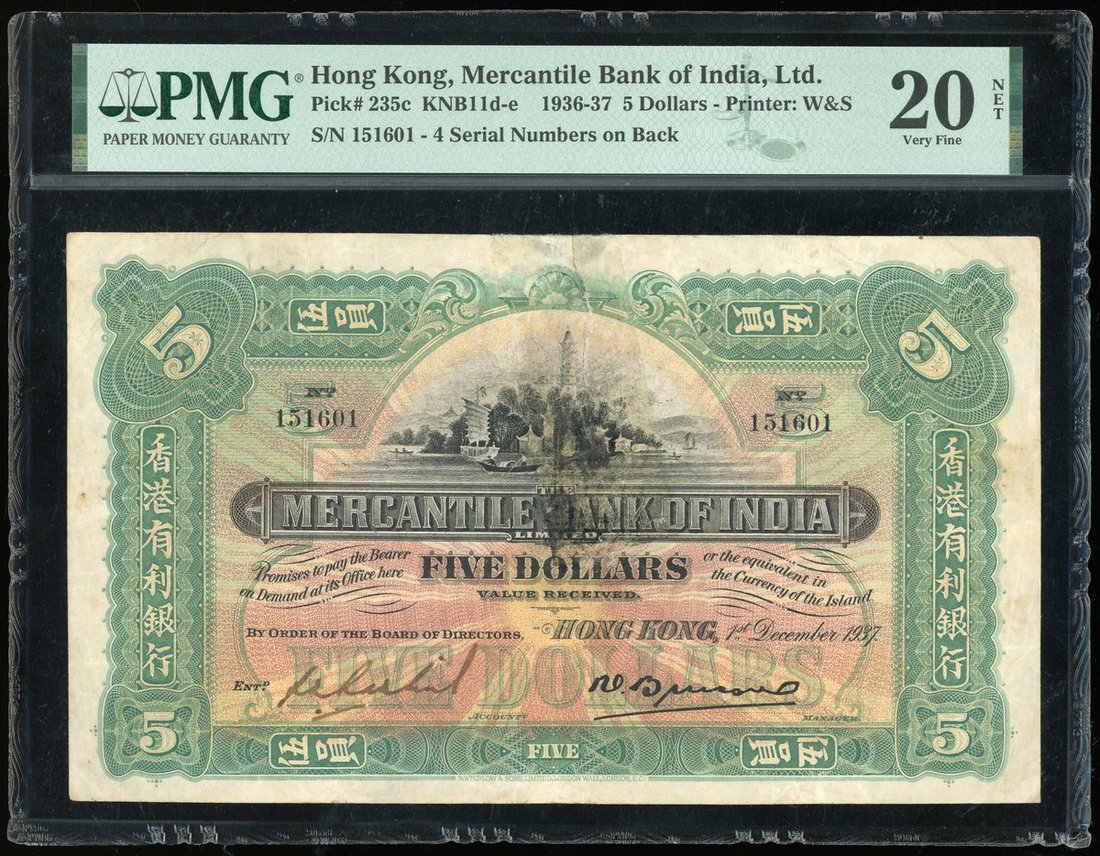 PMG®
PAPER MONEY GUARANTY
Hong Kong, Mercantile Bank of India, Ltd.
Pick# 235c KNB11d-e 1936-37 5 Dollars - Printer: W&S
S/N 151601 - 4 Serial Numbers on Back
20
NET
Very Fine
5
伍員
伍員
5
No
151601
No
151601
香港有利銀行
香港有利銀行
THE
MERCANTILE BANK OF INDIA
LIMITED
Promises to pay the Bearer
on Demand at its Office here
FIVE DOLLARS
or the equivalent in
the Currency of the Island
VALUE RECEIVED.
BY ORDER OF THE BOARD OF DIRECTORS,
HONG KONG, 1st December 1937.
FIVE DOLLARS
ENTD
ACCOUNTT
MANAGER
5
伍員
FIVE
伍員
5
WATERLOW & SONS, LIMITED, LONDON WALL, LONDON, E.C.